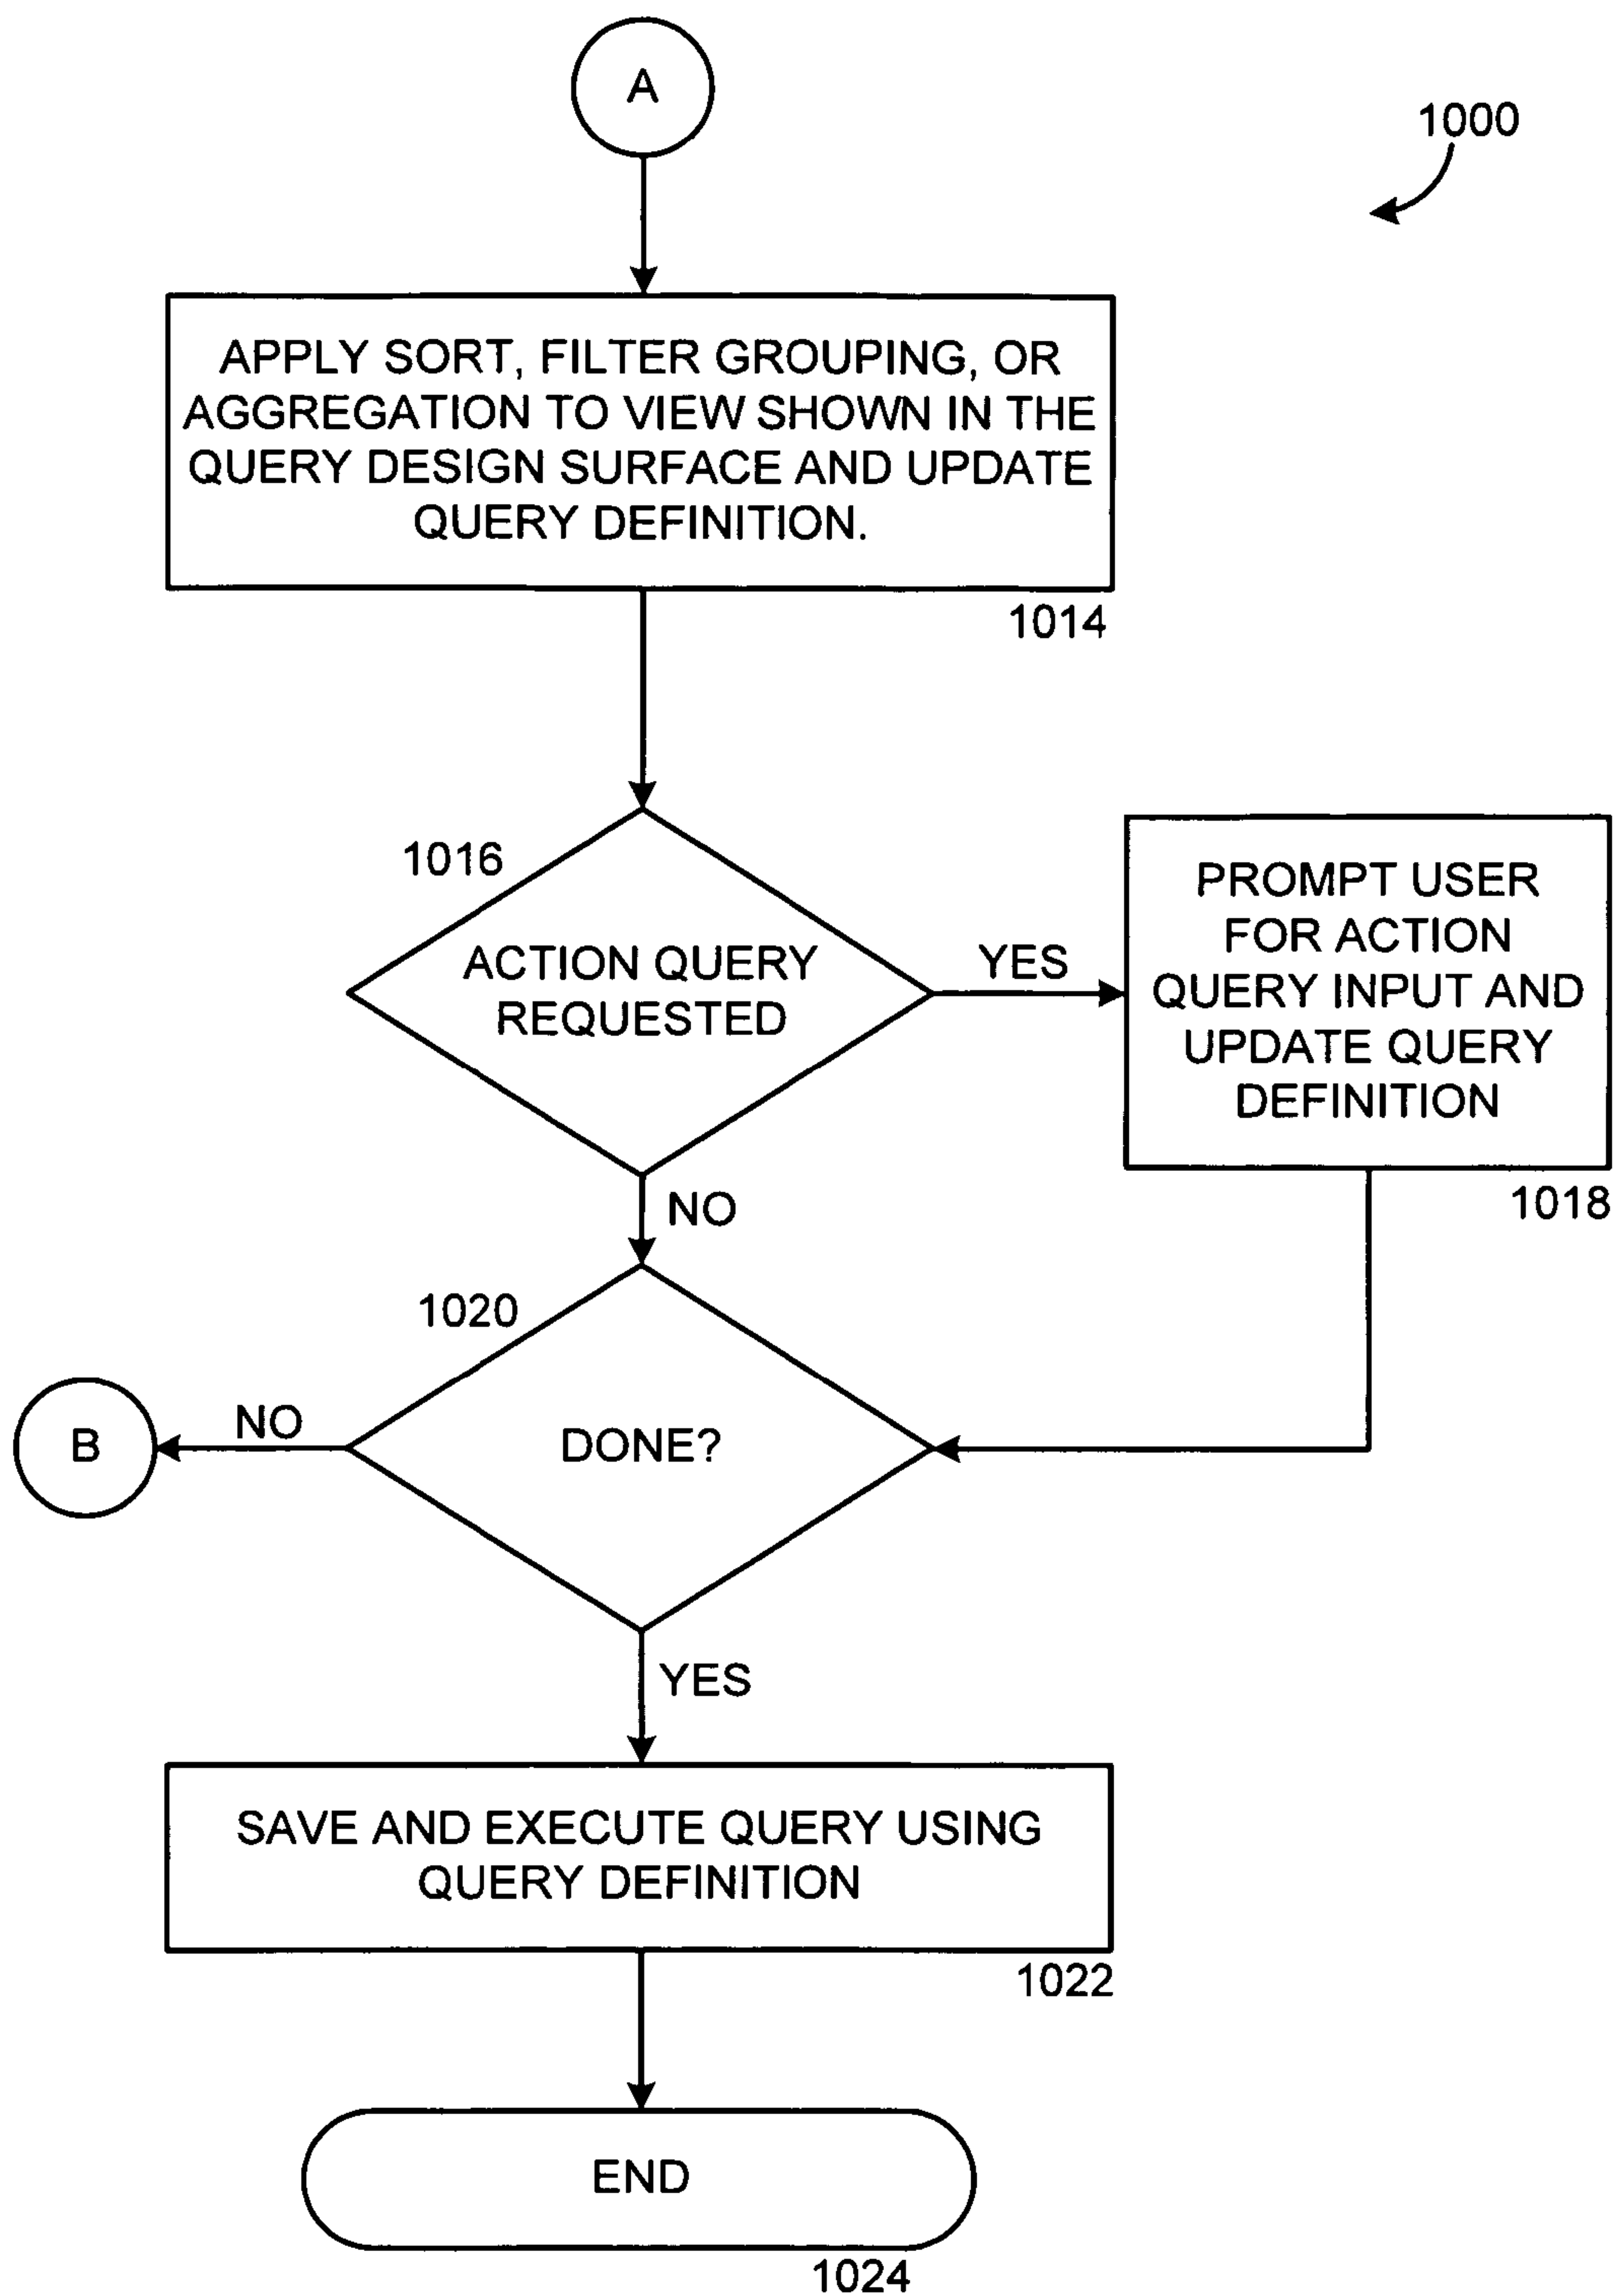 A
1000
APPLY SORT, FILTER GROUPING, OR
AGGREGATION TO VIEW SHOWN IN THE
QUERY DESIGN SURFACE AND UPDATE
QUERY DEFINITION.
1014
1016
ACTION QUERY
REQUESTED
YES
PROMPT USER
FOR ACTION
QUERY INPUT AND
UPDATE QUERY
DEFINITION
1018
NO
1020
DONE?
NO
B
YES
SAVE AND EXECUTE QUERY USING
QUERY DEFINITION
1022
END
1024